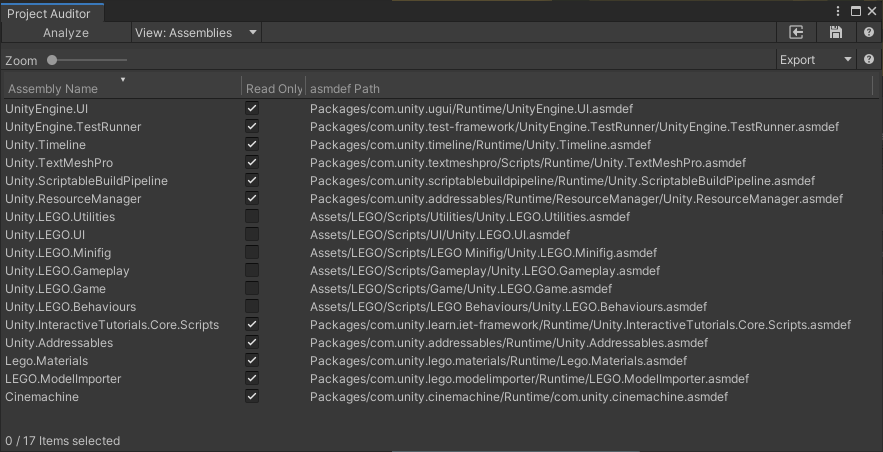 Project Auditor
Analyze View: Assemblies
Zoom Export
Assembly Name Read Only asmdef Path
UnityEngine.UI Packages/com.unity.ugui/Runtime/UnityEngine.UI.asmdef
UnityEngine.TestRunner Packages/com.unity.test-framework/UnityEngine.TestRunner/UnityEngine.TestRunner.asmdef
Unity.Timeline Packages/com.unity.timeline/Runtime/Unity.Timeline.asmdef
Unity.TextMeshPro Packages/com.unity.textmeshpro/Scripts/Runtime/Unity.TextMeshPro.asmdef
Unity.ScriptableBuildPipeline Packages/com.unity.scriptablebuildpipeline/Runtime/Unity.ScriptableBuildPipeline.asmdef
Unity.ResourceManager Packages/com.unity.addressables/Runtime/ResourceManager/Unity.ResourceManager.asmdef
Unity.LEGO.Utilities Assets/LEGO/Scripts/Utilities/Unity.LEGO.Utilities.asmdef
Unity.LEGO.UI Assets/LEGO/Scripts/UI/Unity.LEGO.UI.asmdef
Unity.LEGO.Minifig Assets/LEGO/Scripts/LEGO Minifig/Unity.LEGO.Minifig.asmdef
Unity.LEGO.Gameplay Assets/LEGO/Scripts/Gameplay/Unity.LEGO.Gameplay.asmdef
Unity.LEGO.Game Assets/LEGO/Scripts/Game/Unity.LEGO.Game.asmdef
Unity.LEGO.Behaviours Assets/LEGO/Scripts/LEGO Behaviours/Unity.LEGO.Behaviours.asmdef
Unity.InteractiveTutorials.Core.Scripts Packages/com.unity.learn.iet-framework/Runtime/Unity.InteractiveTutorials.Core.Scripts.asmdef
Unity.Addressables Packages/com.unity.addressables/Runtime/Unity.Addressables.asmdef
Lego.Materials Packages/com.unity.lego.materials/Runtime/Lego.Materials.asmdef
LEGO.ModelImporter Packages/com.unity.lego.modelimporter/Runtime/LEGO.ModelImporter.asmdef
Cinemachine Packages/com.unity.cinemachine/Runtime/com.unity.cinemachine.asmdef
0 / 17 Items selected